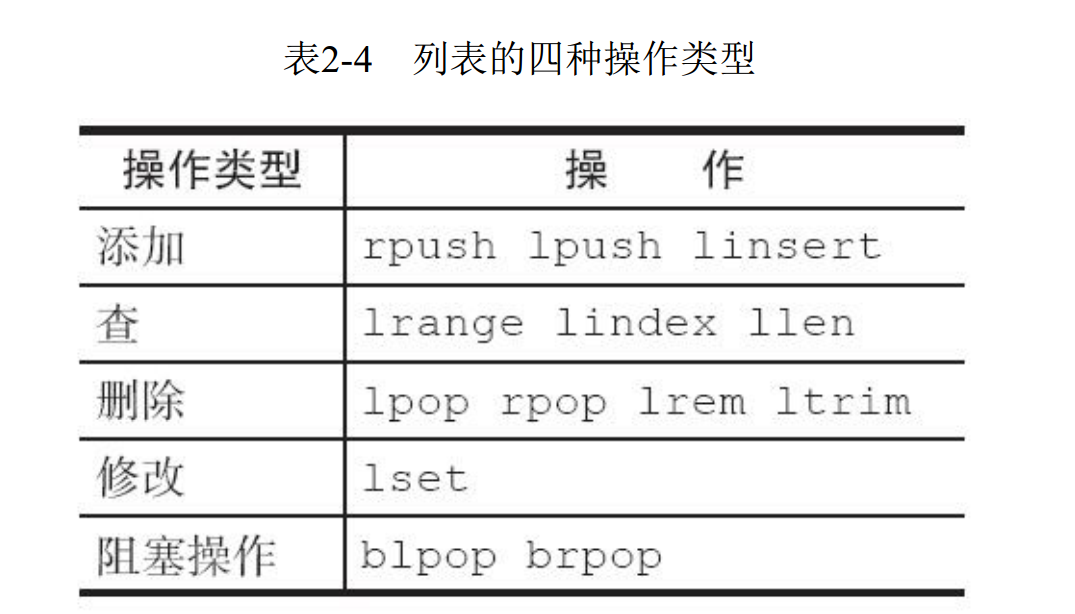 表2-4 列表的四种操作类型
操作类型 操 作
添加 rpush lpush linsert
查 lrange lindex llen
删除 lpop rpop lrem ltrim
修改 lset
阻塞操作 blpop brpop